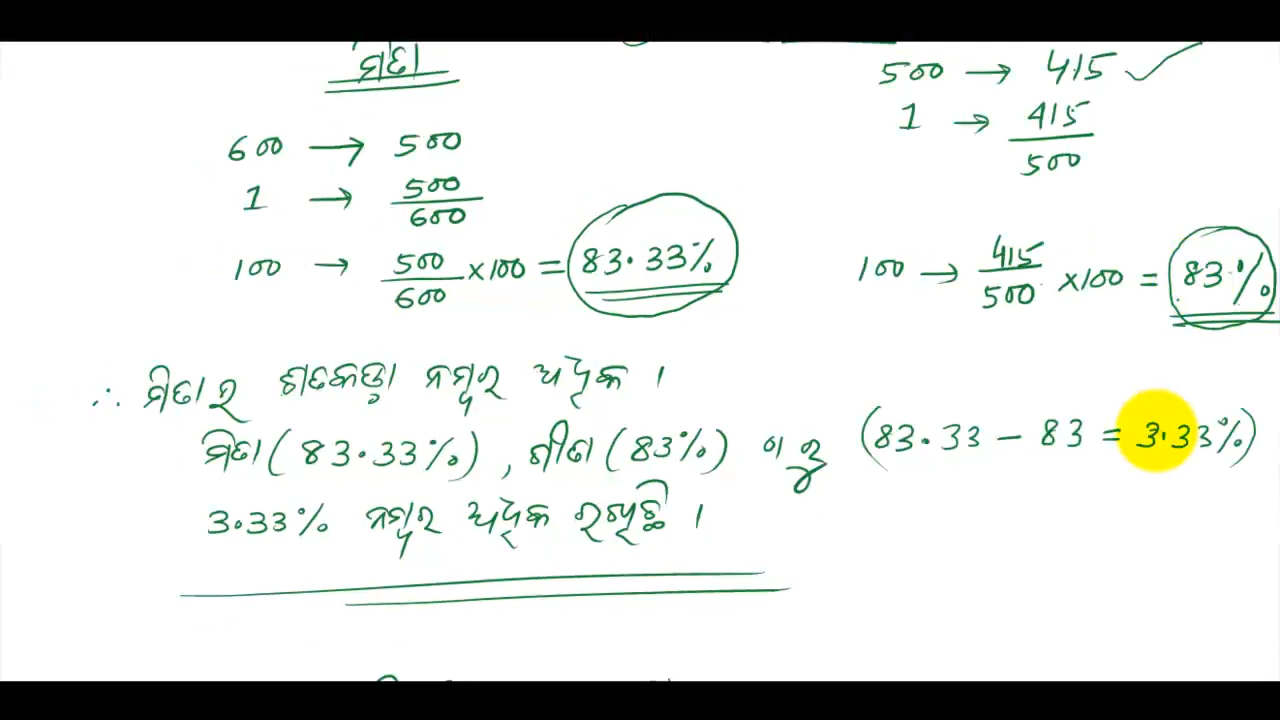 ମିତା
600 → 500
1 → 500/600
100 → 500/600 ×100 = 83.33%
500 → 415 ✓
1 → 415/500
100 → 415/500 ×100 = 83%
∴ ମିତାର ଶତକଡ଼ା ନମ୍ବର ଅଧିକ ।
ମିତା (83.33%), ଗୀତା (83%) ଠାରୁ (83.33 – 83 = 3.33%)
3.33% ନମ୍ବର ଅଧିକ ରଖିଛି ।